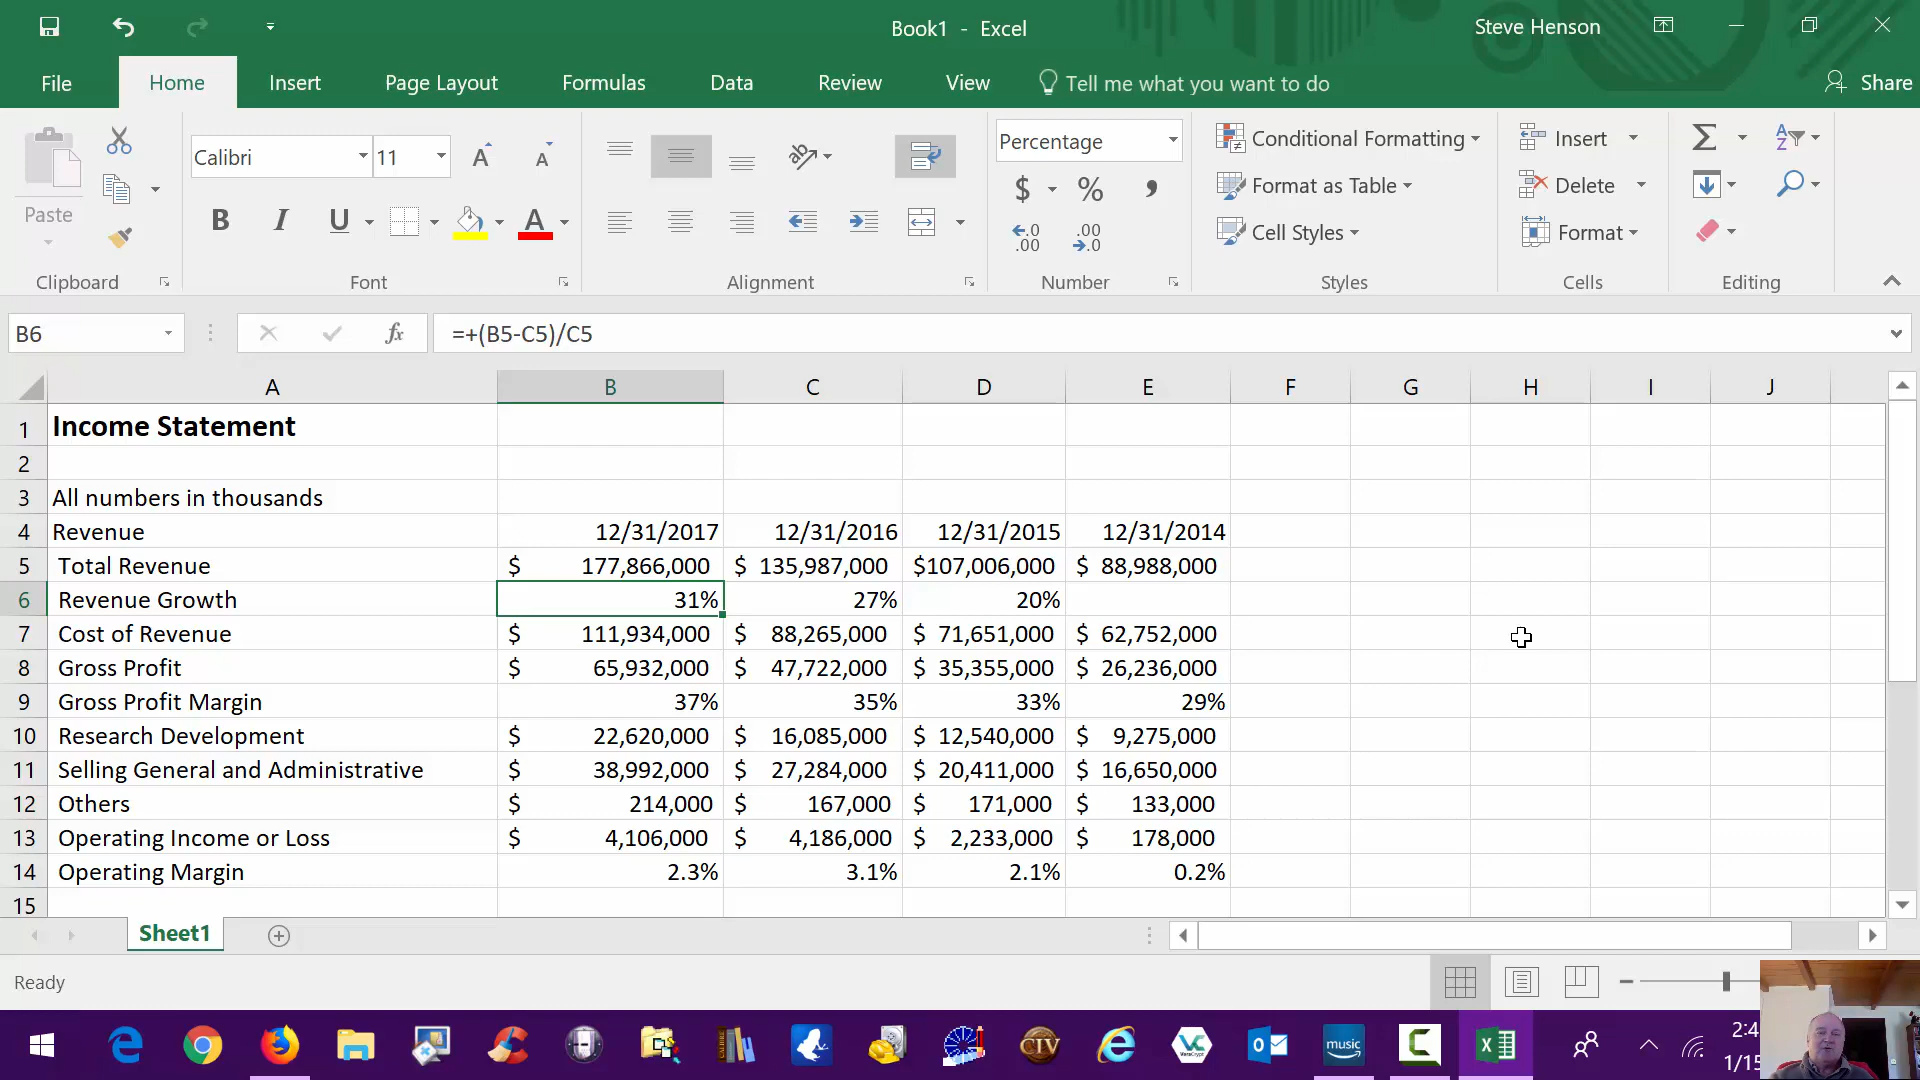 Book1 - Excel
Steve Henson
File Home Insert Page Layout Formulas Data Review View Tell me what you want to do Share
Paste
Calibri 11
B I U A
Percentage
$ % ,
Conditional Formatting
Format as Table
Cell Styles
Insert
Delete
Format
Clipboard Font Alignment Number Styles Cells Editing
B6 fx =+(B5-C5)/C5
A B C D E F G H I J
1 Income Statement
2
3 All numbers in thousands
4 Revenue 12/31/2017 12/31/2016 12/31/2015 12/31/2014
5 Total Revenue $ 177,866,000 $ 135,987,000 $107,006,000 $ 88,988,000
6 Revenue Growth 31% 27% 20%
7 Cost of Revenue $ 111,934,000 $ 88,265,000 $ 71,651,000 $ 62,752,000
8 Gross Profit $ 65,932,000 $ 47,722,000 $ 35,355,000 $ 26,236,000
9 Gross Profit Margin 37% 35% 33% 29%
10 Research Development $ 22,620,000 $ 16,085,000 $ 12,540,000 $ 9,275,000
11 Selling General and Administrative $ 38,992,000 $ 27,284,000 $ 20,411,000 $ 16,650,000
12 Others $ 214,000 $ 167,000 $ 171,000 $ 133,000
13 Operating Income or Loss $ 4,106,000 $ 4,186,000 $ 2,233,000 $ 178,000
14 Operating Margin 2.3% 3.1% 2.1% 0.2%
15
Sheet1
Ready
CIV
music
2:4
1/15